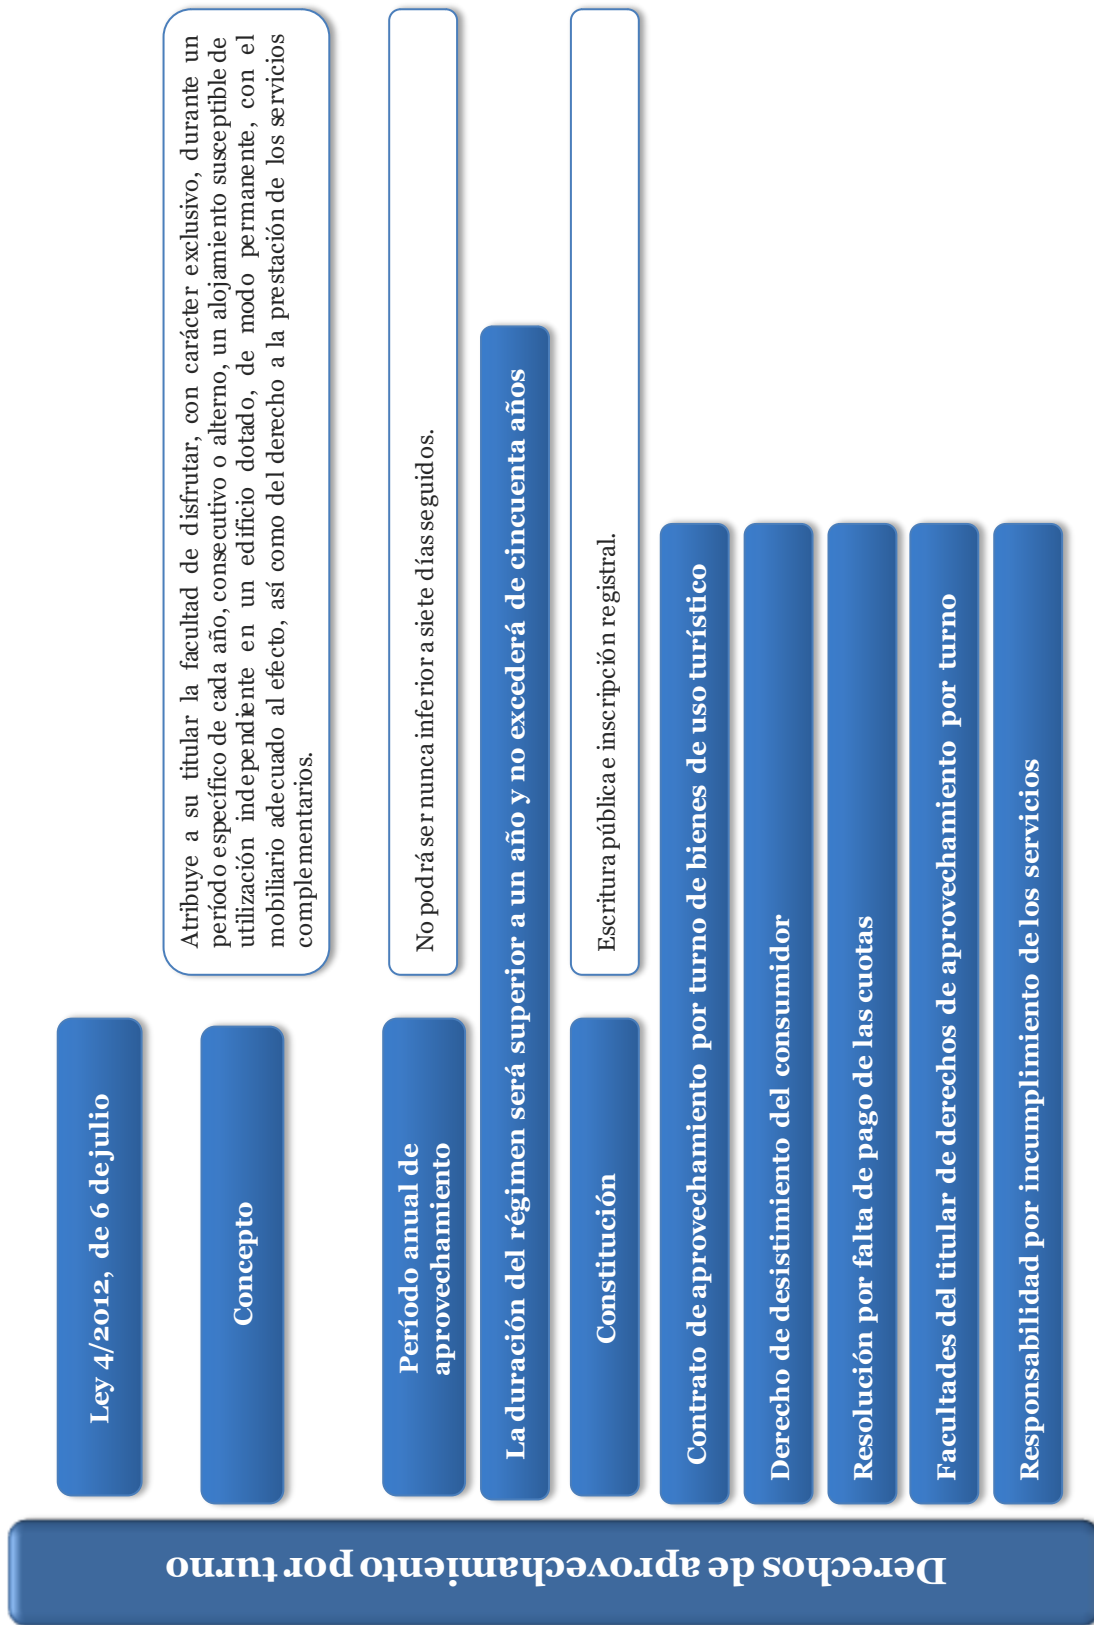 Derechos de aprovechamiento por turno
Ley 4/2012, de 6 de julio
Concepto
Atribuye a su titular la facultad de disfrutar, con carácter exclusivo, durante un
período específico de cada año, consecutivo o alterno, un alojamiento susceptible de
utilización independiente en un edificio dotado, de modo permanente, con el
mobiliario adecuado al efecto, así como del derecho a la prestación de los servicios
complementarios.
Período anual de
aprovechamiento
No podrá ser nunca inferior a siete días seguidos.
La duración del régimen será superior a un año y no excederá de cincuenta años
Constitución
Escritura pública e inscripción registral.
Contrato de aprovechamiento por turno de bienes de uso turístico
Derecho de desistimiento del consumidor
Resolución por falta de pago de las cuotas
Facultades del titular de derechos de aprovechamiento por turno
Responsabilidad por incumplimiento de los servicios